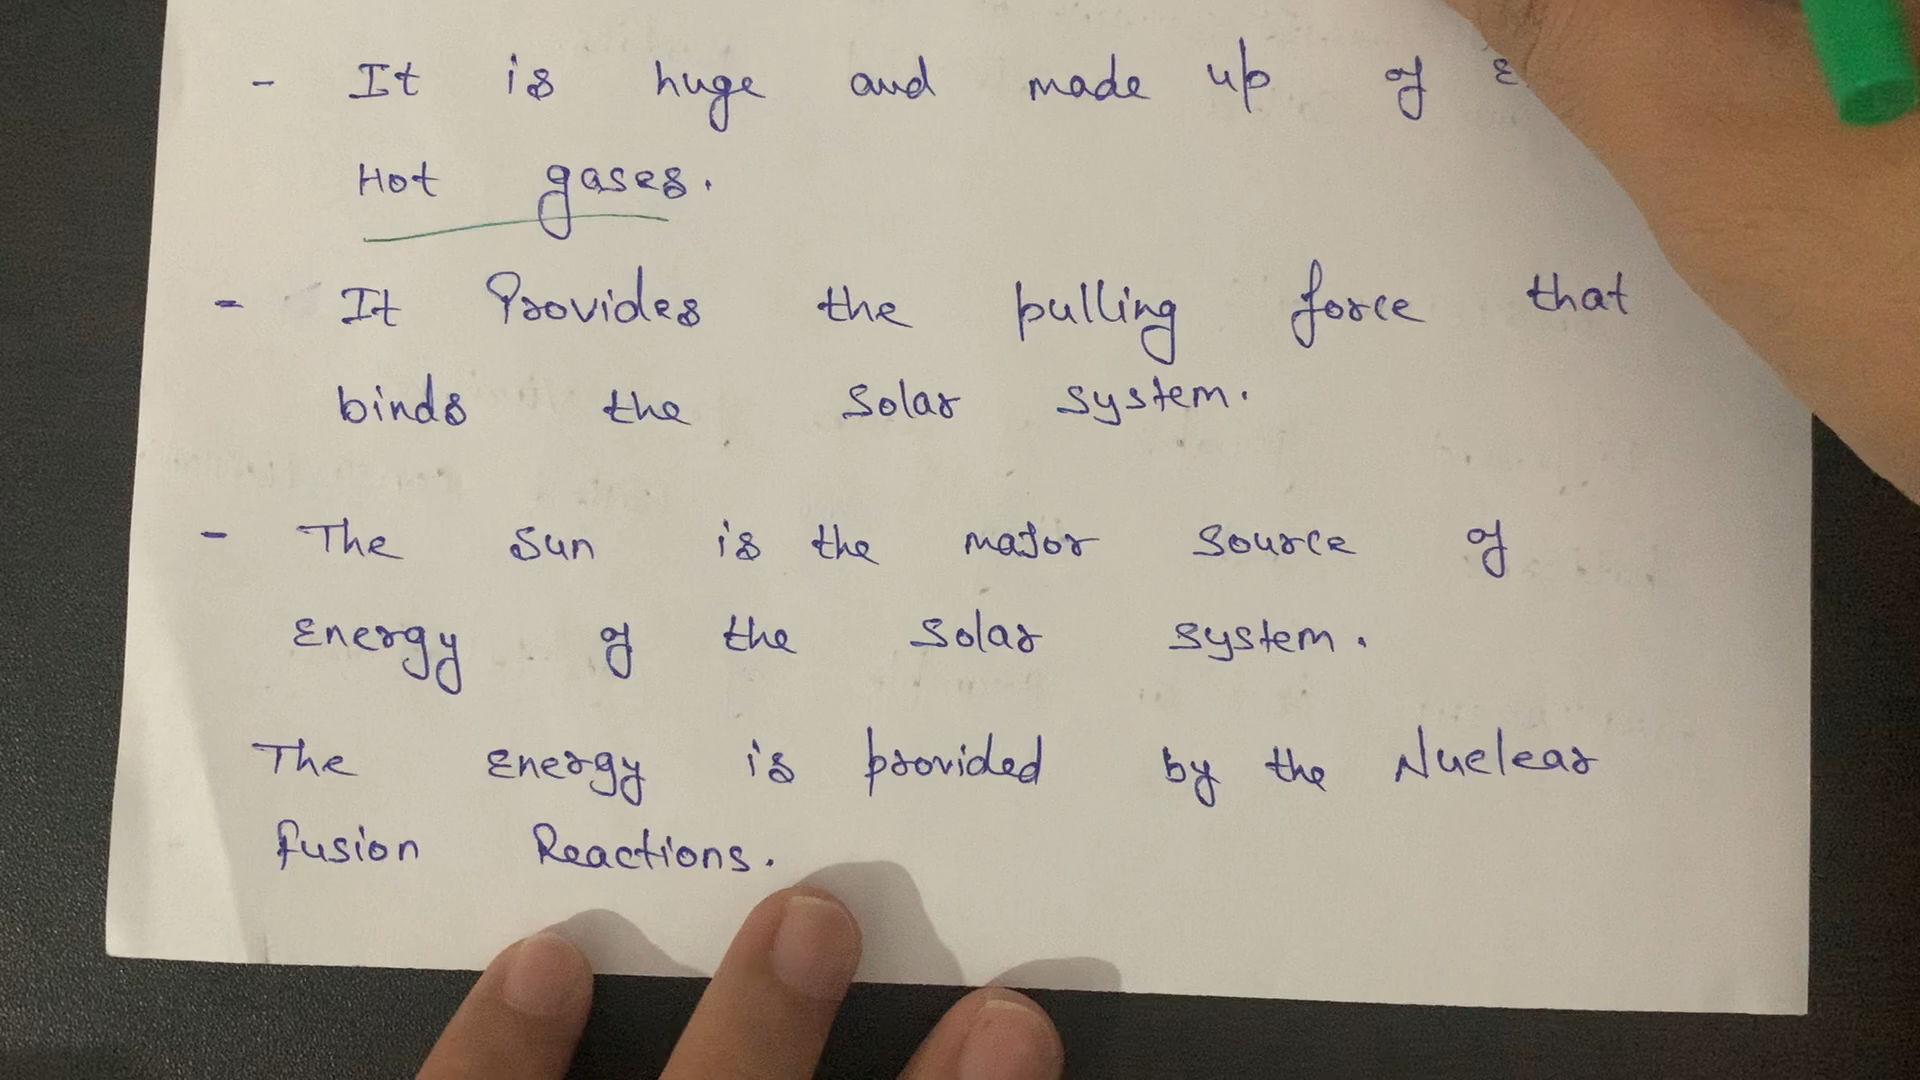 - It is huge and made up of
Hot gases.
- It Provides the pulling force that
binds the Solar system.
- The Sun is the major source of
Energy of the Solar system.
The Energy is provided by the Nuclear
fusion Reactions.